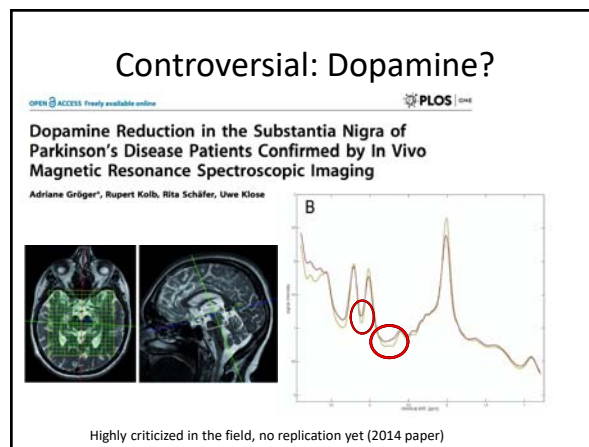 Controversial: Dopamine?
OPEN ACCESS Freely available online
PLOS ONE
Dopamine Reduction in the Substantia Nigra of
Parkinson's Disease Patients Confirmed by In Vivo
Magnetic Resonance Spectroscopic Imaging
Adriane Gröger*, Rupert Kolb, Rita Schäfer, Uwe Klose
B
Highly criticized in the field, no replication yet (2014 paper)